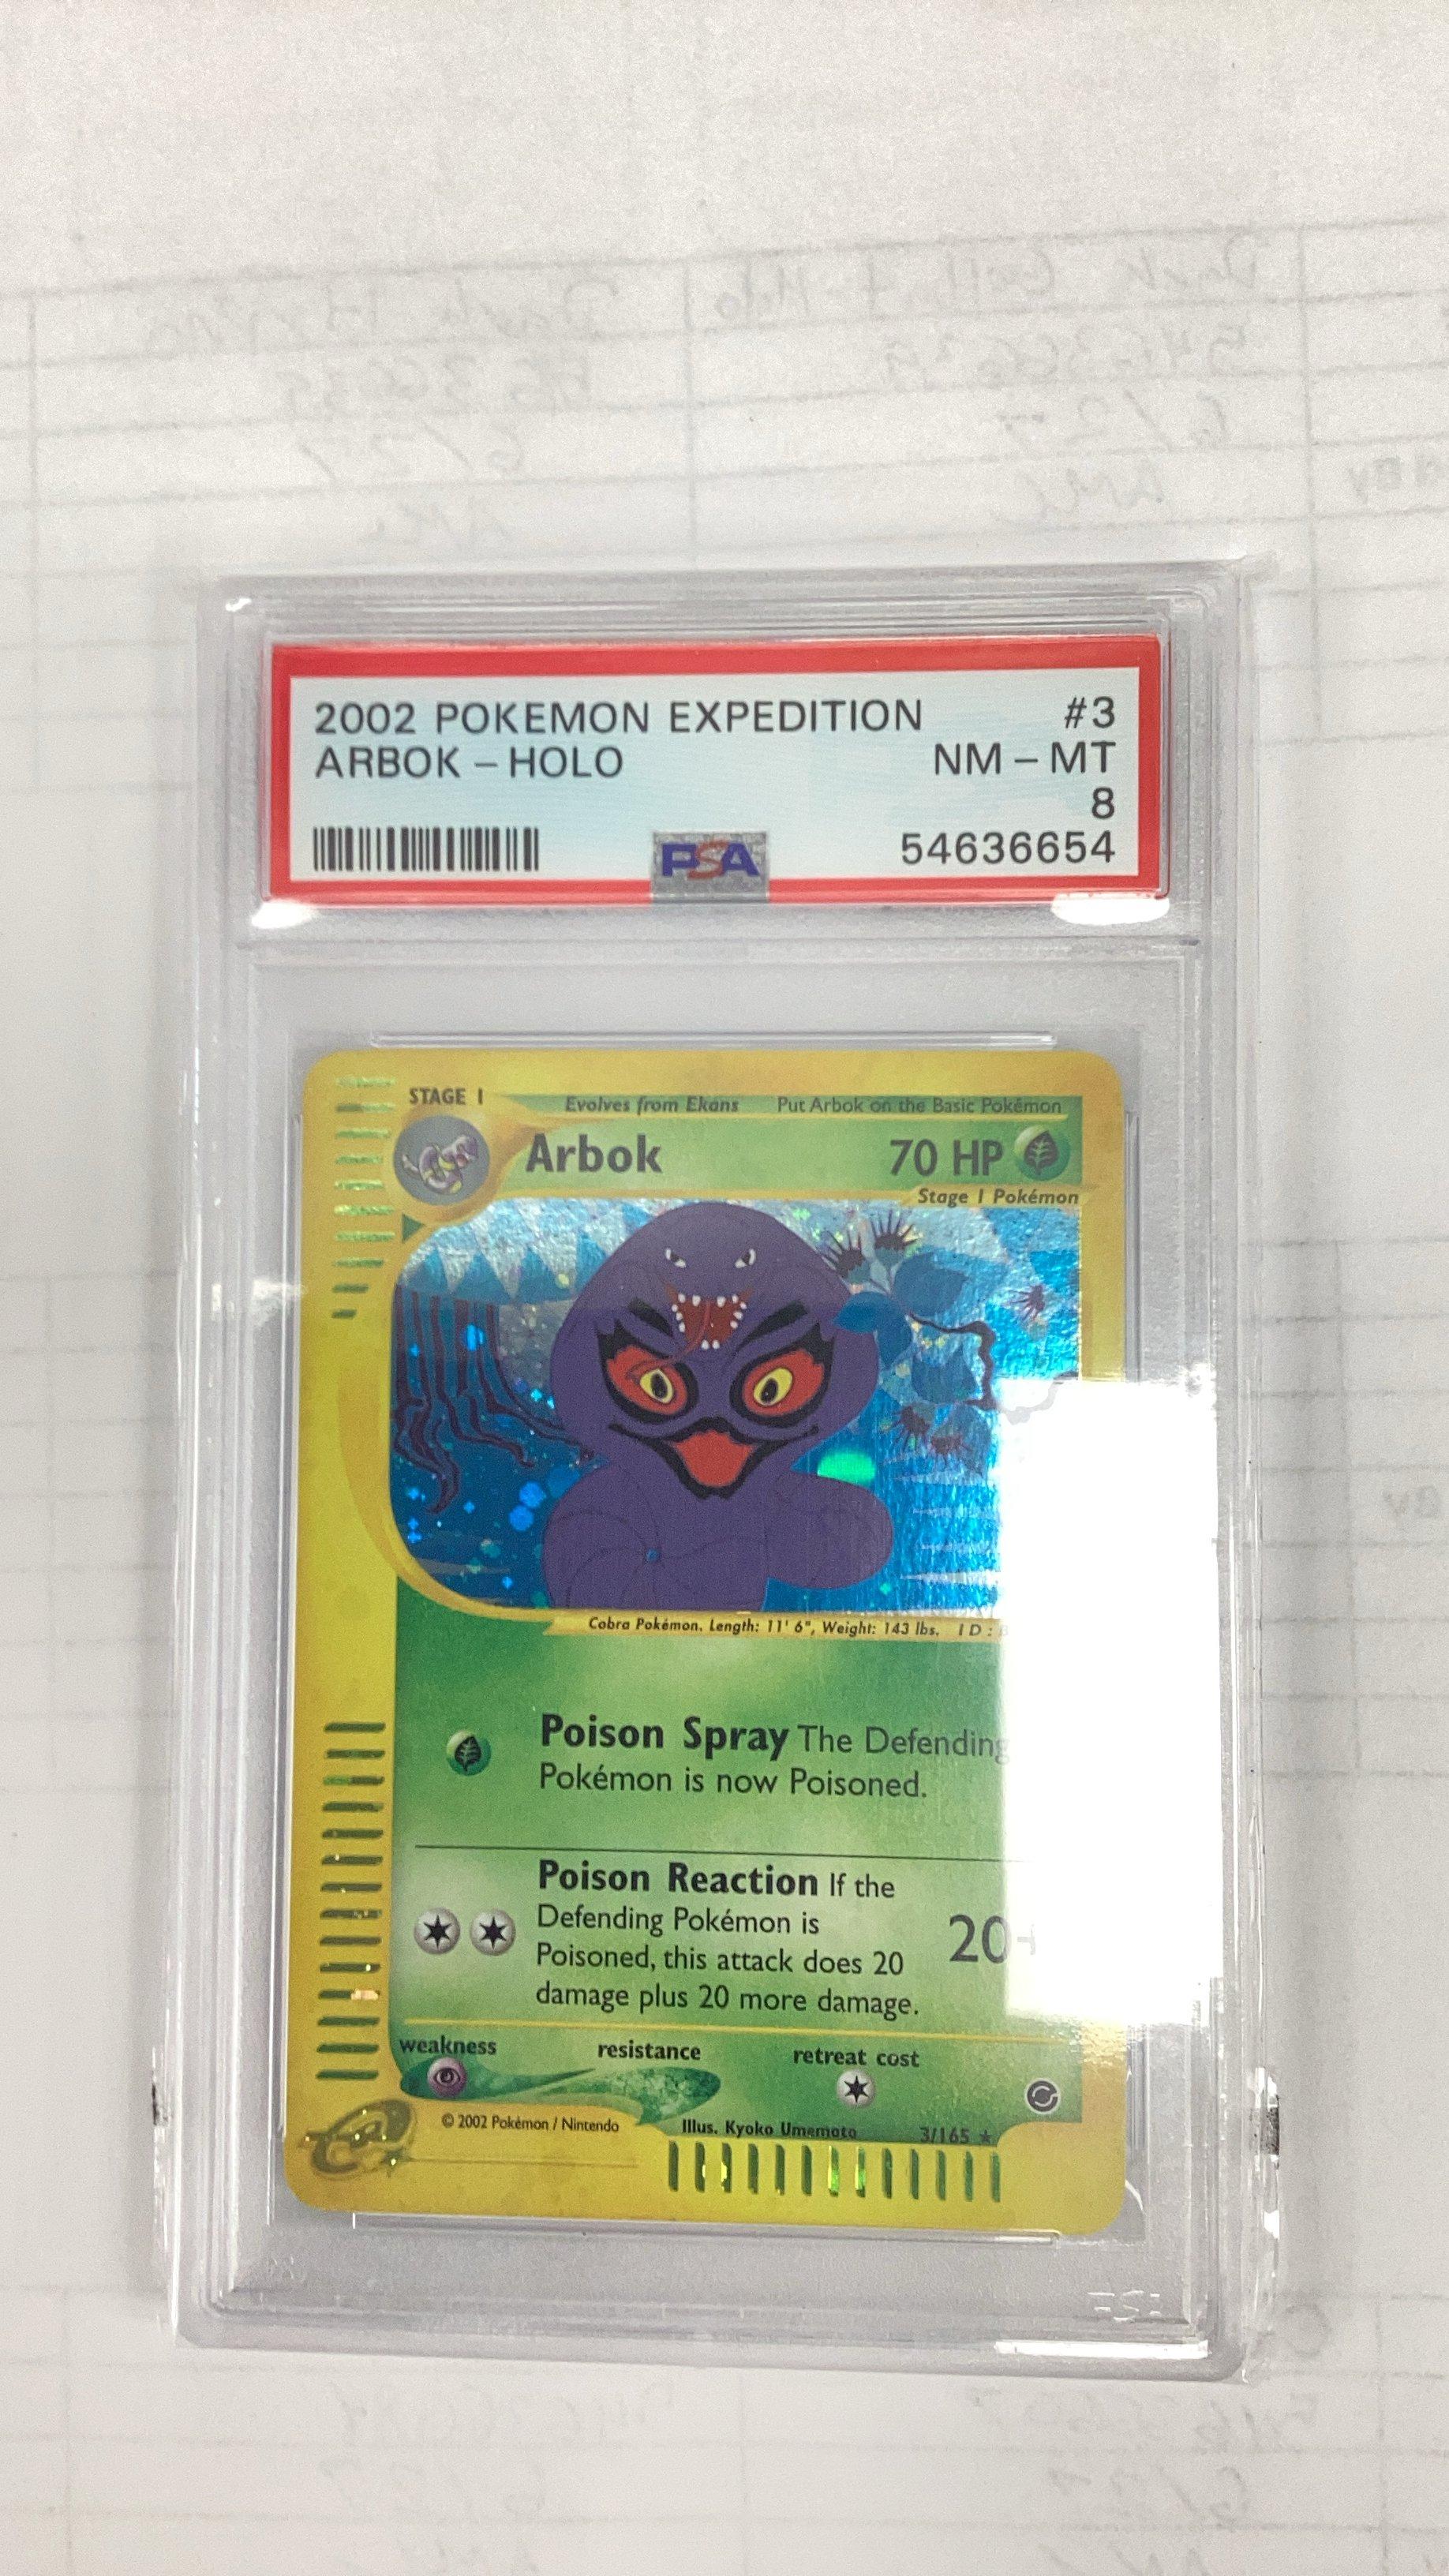 2002 POKEMON EXPEDITION #3
ARBOK – HOLO NM – MT
8
PSA 54636654
STAGE 1 Evolves from Ekans Put Arbok on the Basic Pokémon
Arbok 70 HP
Stage 1 Pokémon
Cobra Pokémon. Length: 11' 6", Weight: 143 lbs. ID:
Poison Spray The Defending
Pokémon is now Poisoned.
Poison Reaction If the
Defending Pokémon is
Poisoned, this attack does 20
damage plus 20 more damage.
20+
weakness resistance retreat cost
© 2002 Pokémon / Nintendo Illus. Kyoko Umemoto 3/165 ★